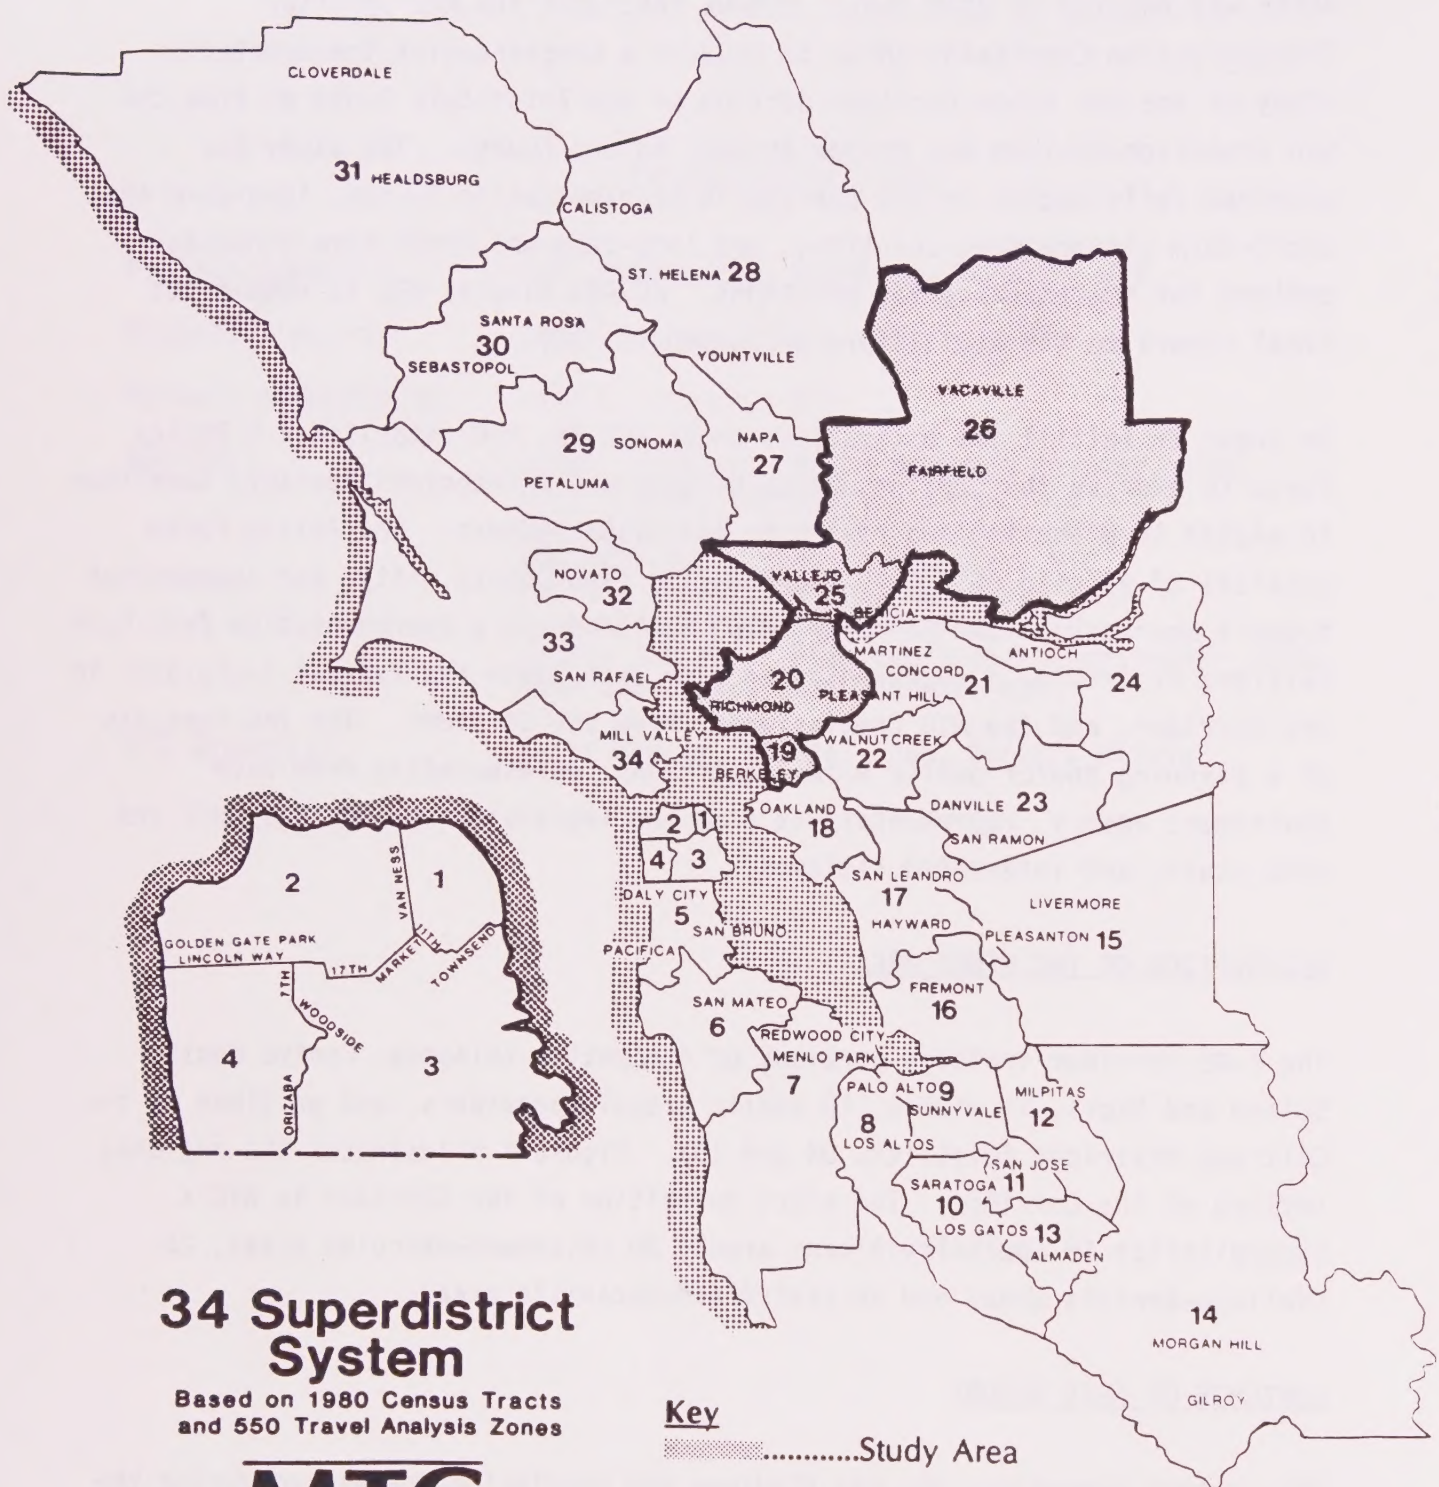 CLOVERDALE
31 HEALDSBURG
CALISTOGA
ST. HELENA 28
SANTA ROSA
30
SEBASTOPOL
YOUNTVILLE
VACAVILLE
26
FAIRFIELD
29 SONOMA
PETALUMA
NAPA
27
NOVATO
32
VALLEJO
25
BENICIA
33
SAN RAFAEL
MARTINEZ
CONCORD
21
ANTIOCH
24
20
PLEASANT HILL
RICHMOND
MILL VALLEY
34
19
BERKELEY
WALNUT CREEK
22
DANVILLE 23
SAN RAMON
OAKLAND
18
2
1
4
3
DALY CITY
5
SAN BRUNO
PACIFICA
SAN LEANDRO
17
HAYWARD
LIVERMORE
PLEASANTON 15
SAN MATEO
6
FREMONT
16
REDWOOD CITY
MENLO PARK
7
PALO ALTO 9
SUNNYVALE
8
LOS ALTOS
MILPITAS
12
SAN JOSE
11
SARATOGA
10
LOS GATOS 13
ALMADEN
14
MORGAN HILL
GILROY
2
VAN NESS
1
GOLDEN GATE PARK
LINCOLN WAY
7TH
17TH
MARKET
11TH
TOWNSEND
WOODSIDE
4
3
ORIZABA
34 Superdistrict
System
Based on 1980 Census Tracts
and 550 Travel Analysis Zones
MTC
Key
............Study Area